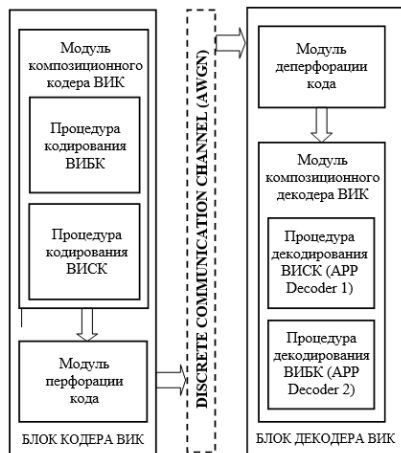 Модуль
композиционного
кодера ВИК
Процедура
кодирования
ВИБК
Процедура
кодирования
ВИСК
Модуль
перфорации
кода
БЛОК КОДЕРА ВИК
DISCRETE COMMUNICATION CHANNEL (AWGN)
Модуль
деперфорации
кода
Модуль
композиционного
декодера ВИК
Процедура
декодирования
ВИСК (APP
Decoder 1)
Процедура
декодирования
ВИБК (APP
Decoder 2)
БЛОК ДЕКОДЕРА ВИК